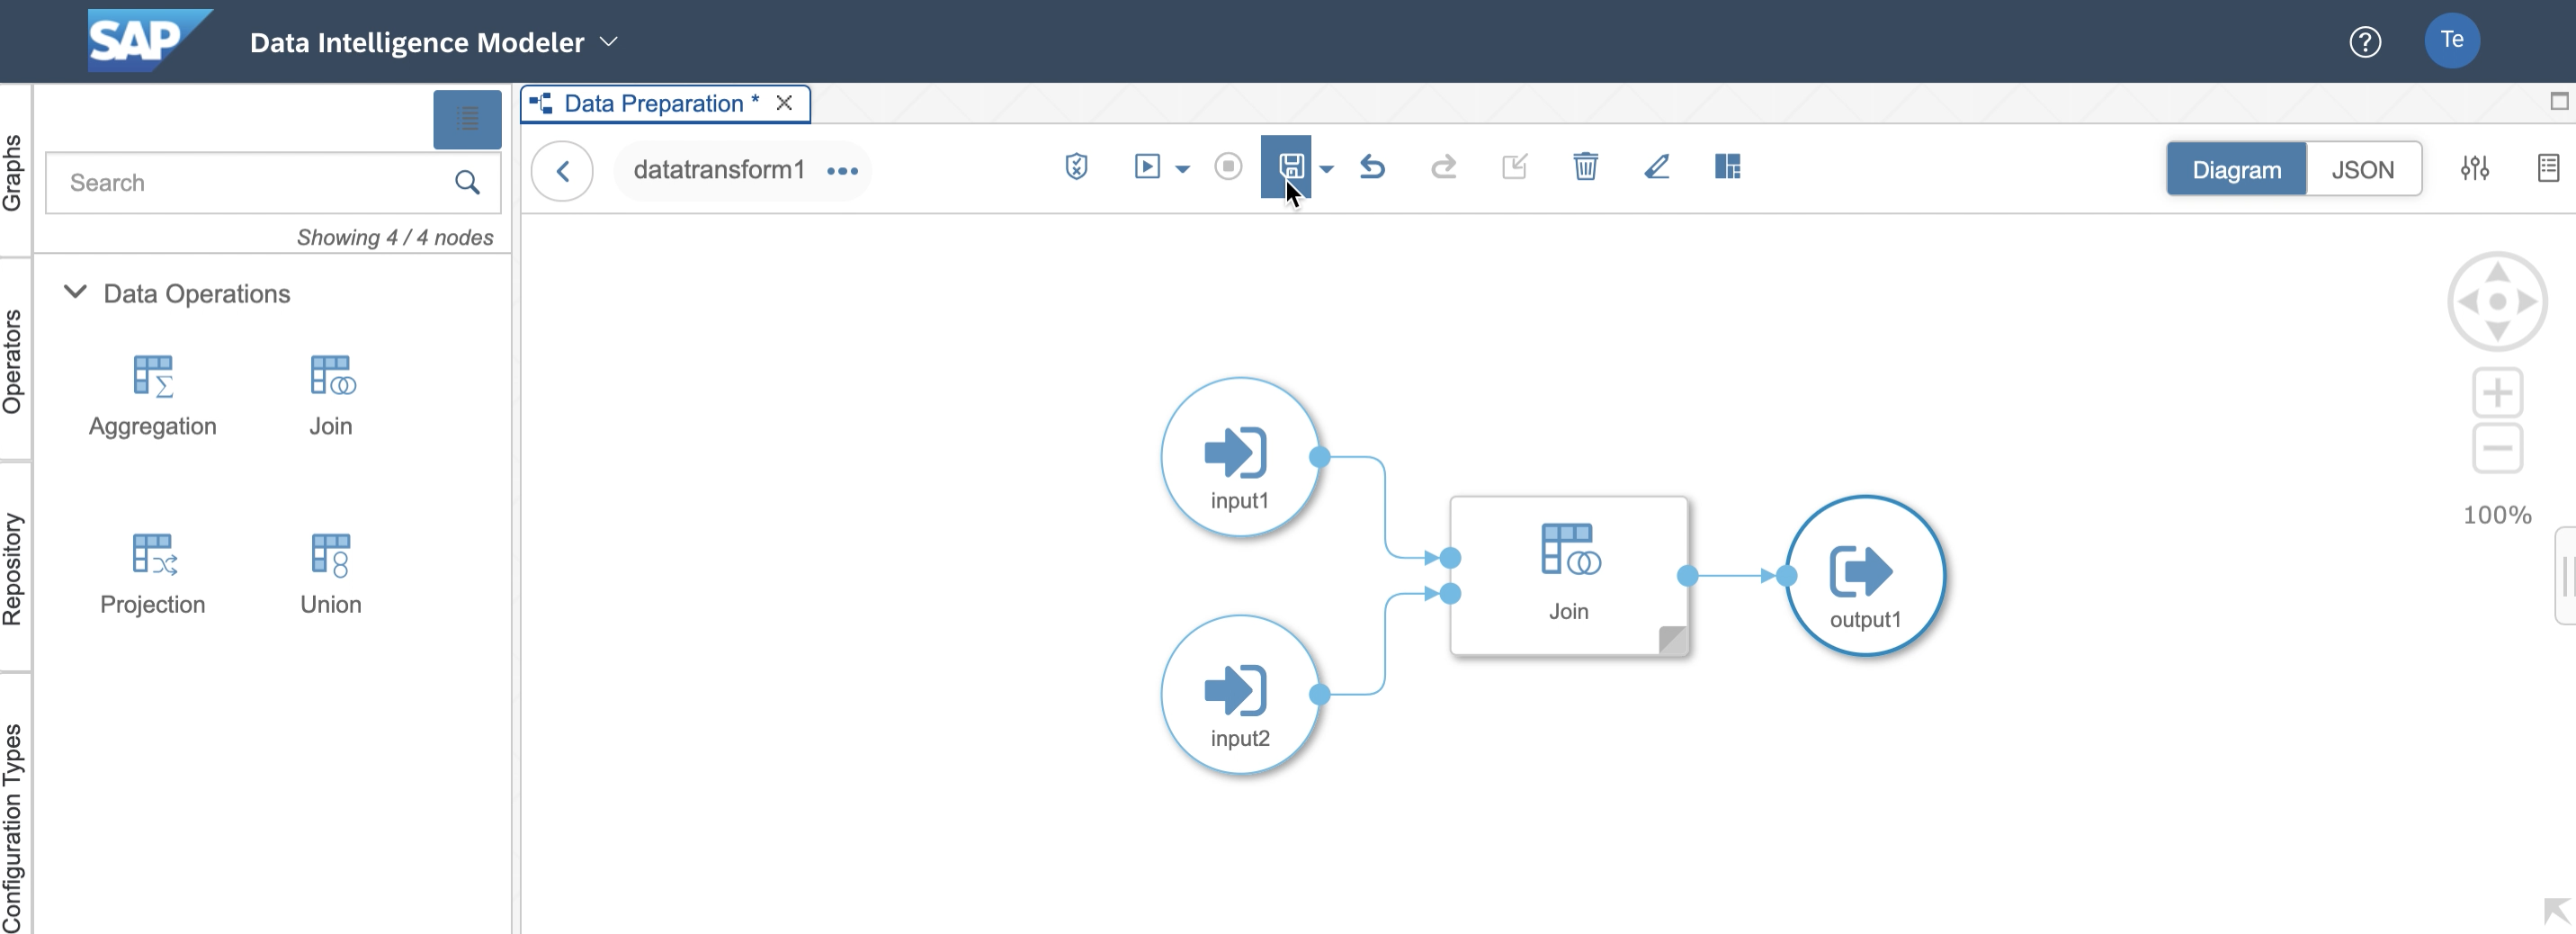 SAP
Data Intelligence Modeler
?
Te
Data Preparation *
Graphs
Operators
Repository
Configuration Types
Search
Showing 4 / 4 nodes
Data Operations
Aggregation
Join
Projection
Union
datatransform1
Diagram
JSON
input1
input2
Join
output1
100%